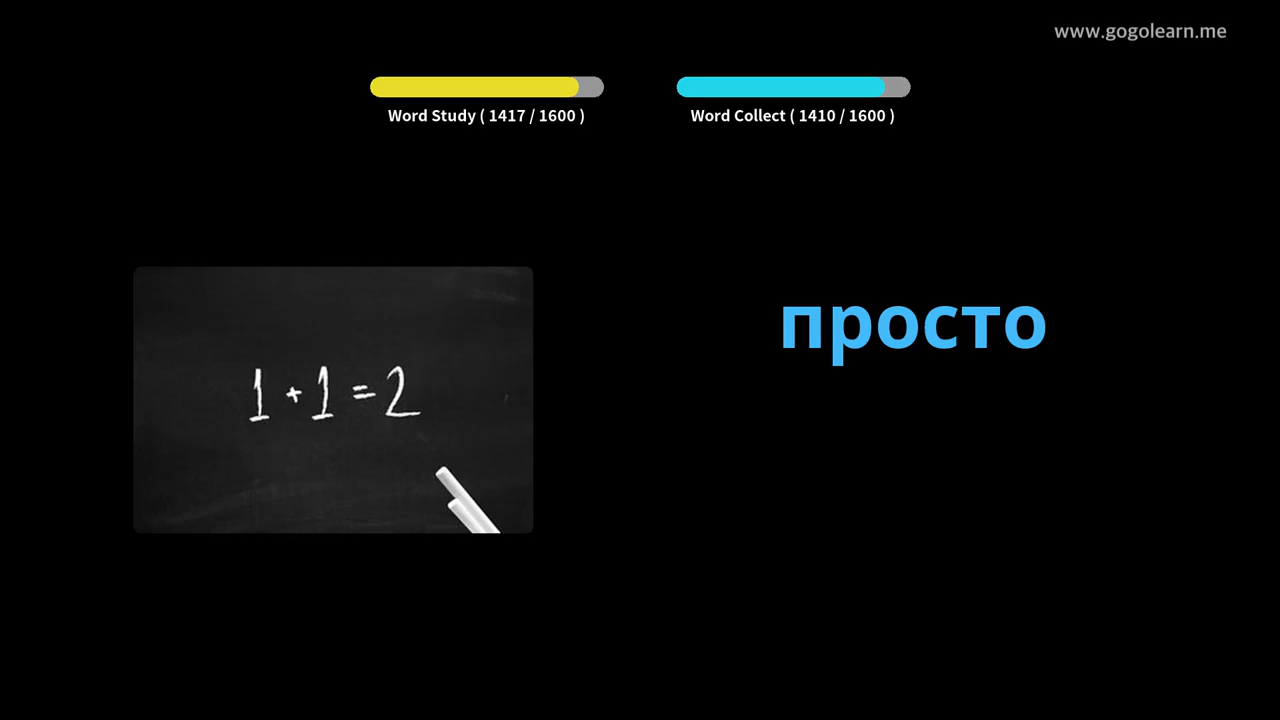 www.gogolearn.me
Word Study ( 1417 / 1600 )
Word Collect ( 1410 / 1600 )
просто
1 + 1 = 2